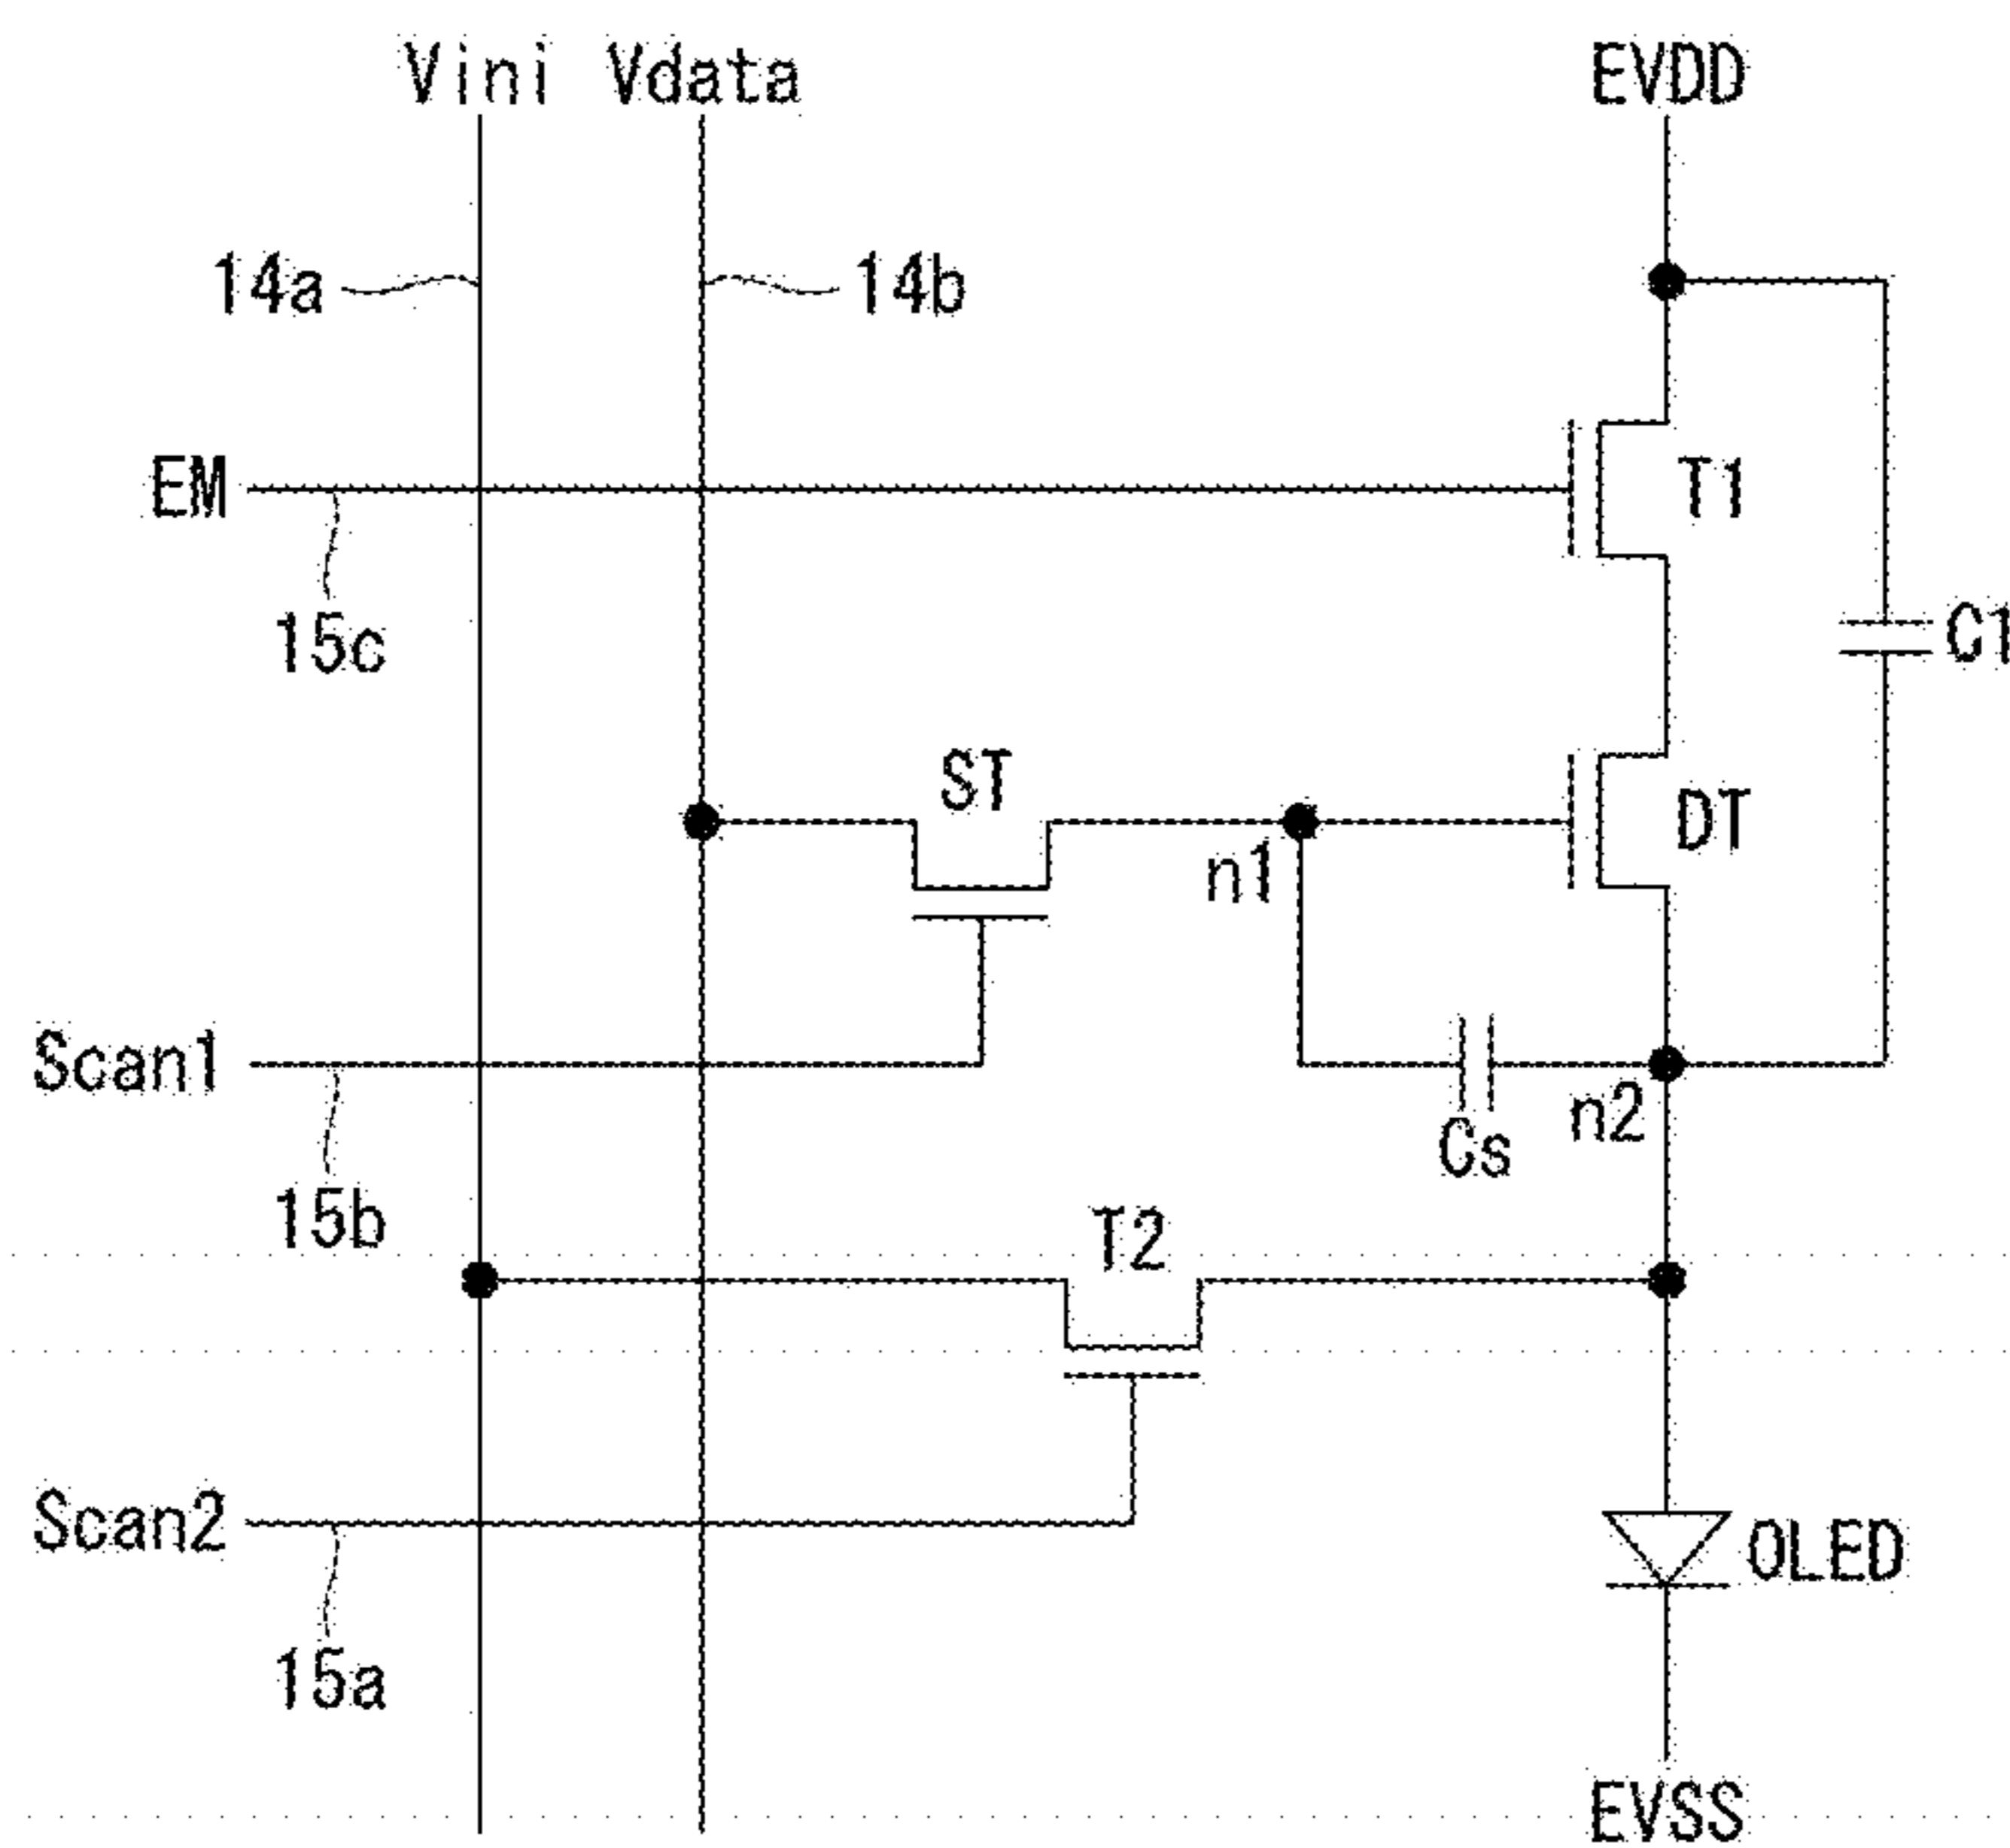 Vini Vdata EVDD
14a 14b
EM T1
15c C1
ST DT
n1
Scan1
n2
Cs
15b T2
Scan2 OLED
15a
EVSS